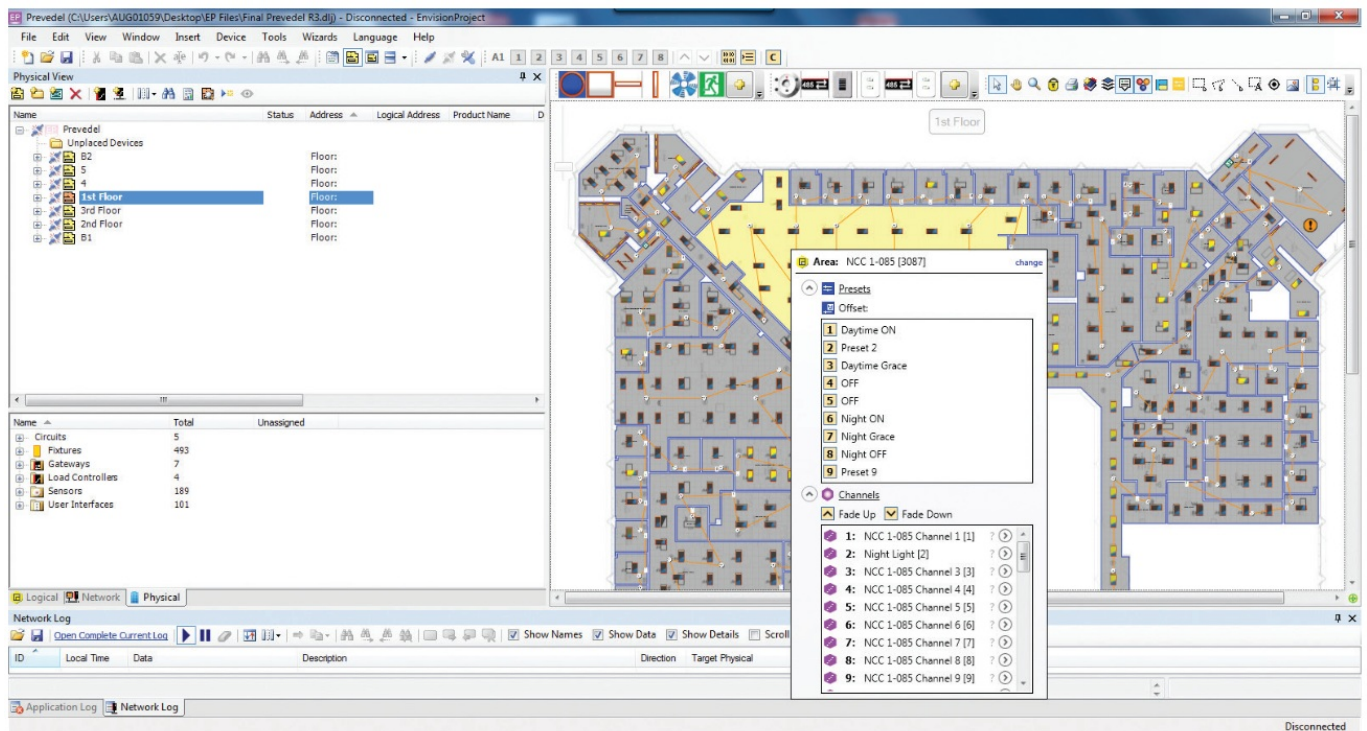 EP Prevedel (C:\Users\AUG01059\Desktop\EP Files\Final Prevedel R3.dlj) - Disconnected - EnvisionProject
File Edit View Window Insert Device Tools Wizards Language Help
A1 1 2 3 4 5 6 7 8 C
Physical View
485 485
Name Status Address Logical Address Product Name D
Prevedel
Unplaced Devices
B2 Floor:
5 Floor:
4 Floor:
1st Floor Floor:
3rd Floor Floor:
2nd Floor Floor:
B1 Floor:
Name Total Unassigned
Circuits 5
Fixtures 493
Gateways 7
Load Controllers 4
Sensors 189
User Interfaces 101
Logical Network Physical
1st Floor
Area: NCC 1-085 [3087] change
Presets
Offset:
1 Daytime ON
2 Preset 2
3 Daytime Grace
4 OFF
5 OFF
6 Night ON
7 Night Grace
8 Night OFF
9 Preset 9
Channels
Fade Up Fade Down
1: NCC 1-085 Channel 1 [1] ?
2: Night Light [2] ?
3: NCC 1-085 Channel 3 [3] ?
4: NCC 1-085 Channel 4 [4] ?
5: NCC 1-085 Channel 5 [5] ?
6: NCC 1-085 Channel 6 [6] ?
7: NCC 1-085 Channel 7 [7] ?
8: NCC 1-085 Channel 8 [8] ?
9: NCC 1-085 Channel 9 [9] ?
Network Log
Open Complete Current Log Show Names Show Data Show Details Scroll
ID Local Time Data Description Direction Target Physical
Application Log Network Log
Disconnected